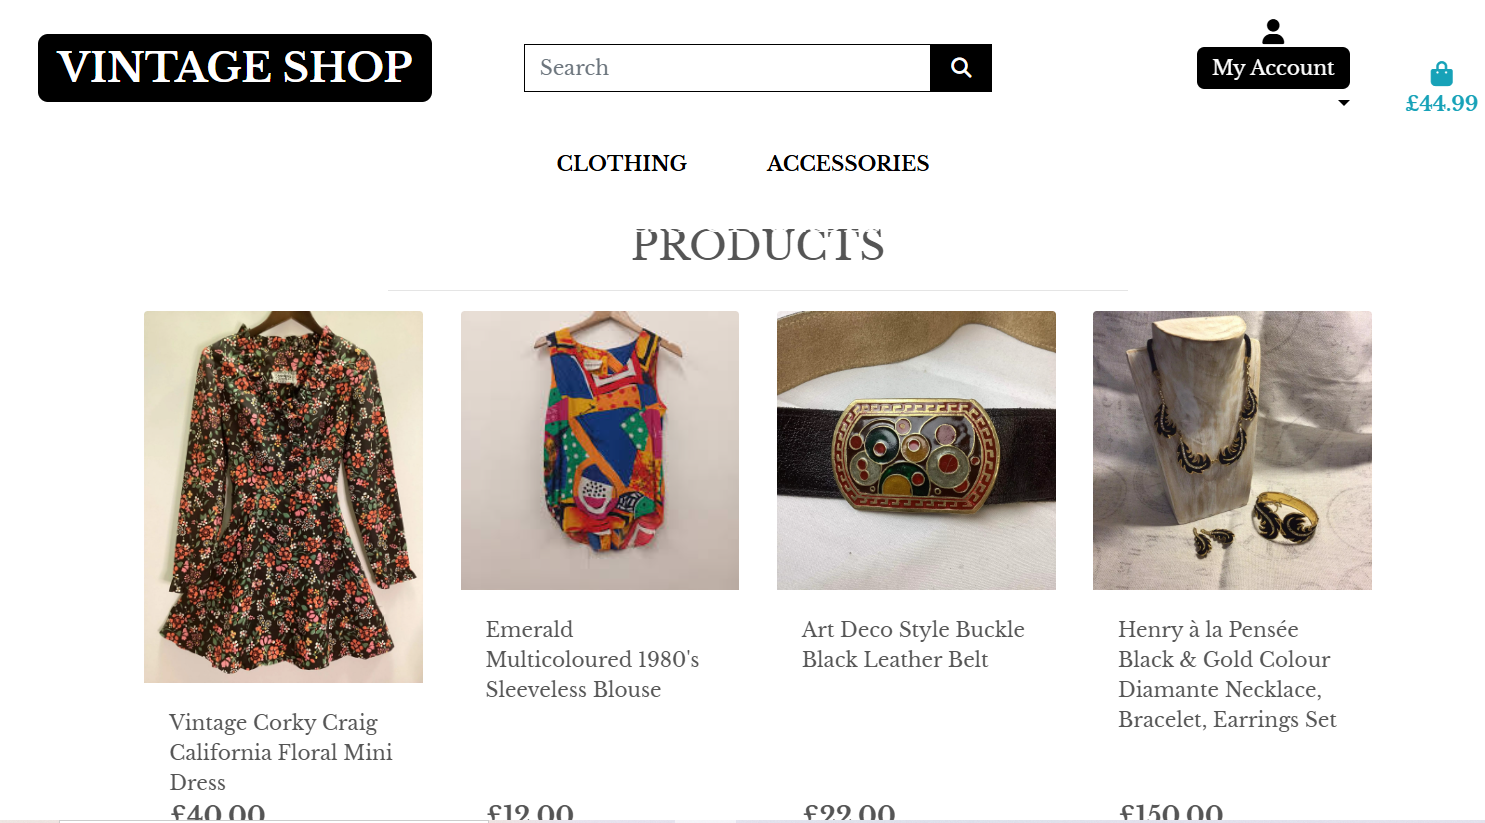 VINTAGE SHOP
Search
My Account
£44.99
CLOTHING
ACCESSORIES
PRODUCTS
Vintage Corky Craig
California Floral Mini
Dress
£40.00
Emerald
Multicoloured 1980's
Sleeveless Blouse
£12.00
Art Deco Style Buckle
Black Leather Belt
£22.00
Henry à la Pensée
Black & Gold Colour
Diamante Necklace,
Bracelet, Earrings Set
£150.00